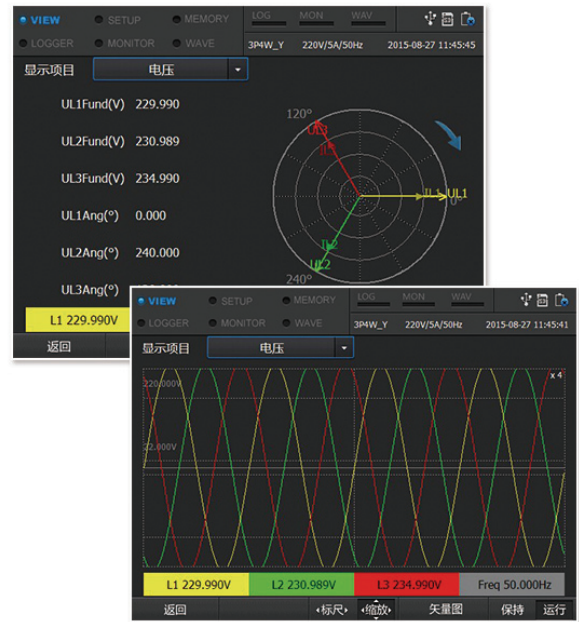 VIEW SETUP MEMORY LOG MON WAV
LOGGER MONITOR WAVE 3P4W_Y 220V/5A/50Hz 2015-08-27 11:45:45
显示项目 电压
UL1Fund(V) 229.990
UL2Fund(V) 230.989
UL3Fund(V) 234.990
UL1Ang(°) 0.000
UL2Ang(°) 240.000
UL3Ang(°)
120°
UL3
IL3
IL1 UL1
0°
IL2
UL2
240°
L1 229.990V
返回
VIEW SETUP MEMORY LOG MON WAV
LOGGER MONITOR WAVE 3P4W_Y 220V/5A/50Hz 2015-08-27 11:45:41
显示项目 电压
220.000V x 4
22.000V
L1 229.990V L2 230.989V L3 234.990V Freq 50.000Hz
返回 标尺 缩放 矢量图 保持 运行